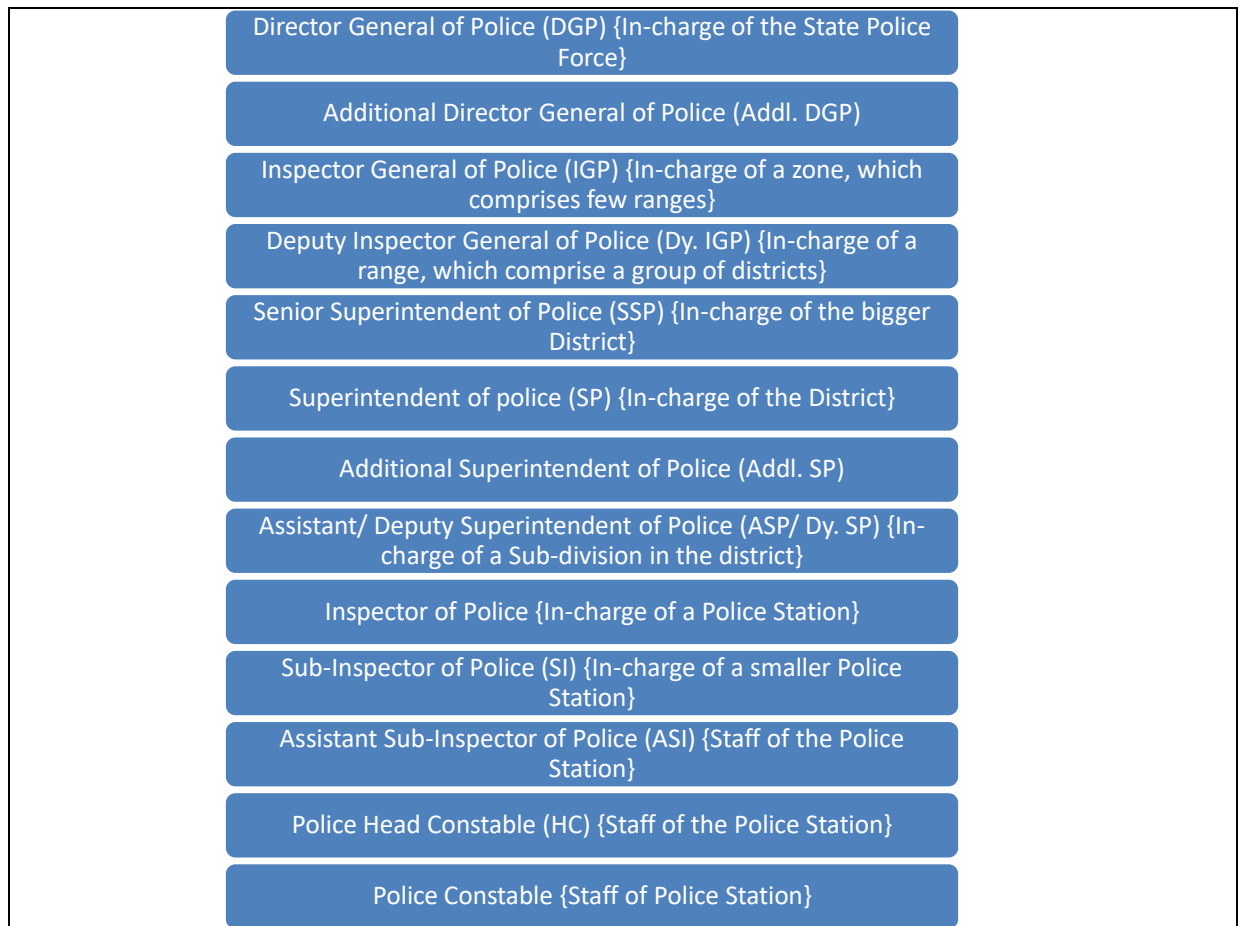 Director General of Police (DGP) {In-charge of the State Police
Force}
Additional Director General of Police (Addl. DGP)
Inspector General of Police (IGP) {In-charge of a zone, which
comprises few ranges}
Deputy Inspector General of Police (Dy. IGP) {In-charge of a
range, which comprise a group of districts}
Senior Superintendent of Police (SSP) {In-charge of the bigger
District}
Superintendent of police (SP) {In-charge of the District}
Additional Superintendent of Police (Addl. SP)
Assistant/ Deputy Superintendent of Police (ASP/ Dy. SP) {In-
charge of a Sub-division in the district}
Inspector of Police {In-charge of a Police Station}
Sub-Inspector of Police (SI) {In-charge of a smaller Police
Station}
Assistant Sub-Inspector of Police (ASI) {Staff of the Police
Station}
Police Head Constable (HC) {Staff of the Police Station}
Police Constable {Staff of Police Station}